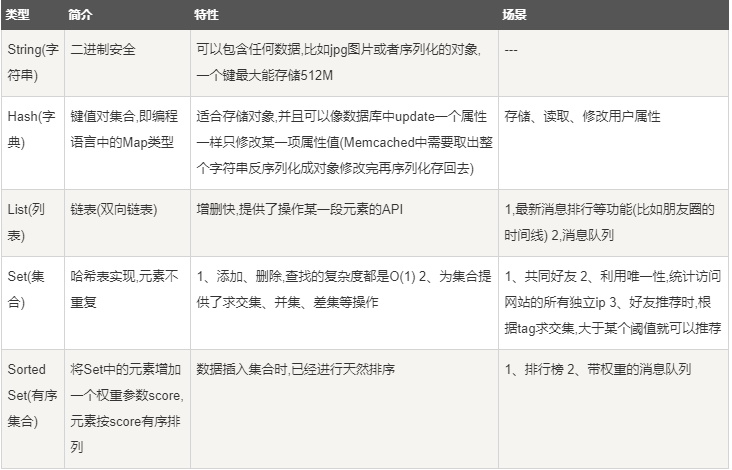 类型 简介 特性 场景
String(字 二进制安全 可以包含任何数据,比如jpg图片或者序列化的对象, ---
符串) 一个键最大能存储512M
Hash(字 键值对集合,即编程 适合存储对象,并且可以像数据库中update一个属性 存储、读取、修改用户属性
典) 语言中的Map类型 一样只修改某一项属性值(Memcached中需要取出整
个字符串反序列化成对象修改完再序列化存回去)
List(列 链表(双向链表) 增删快,提供了操作某一段元素的API 1,最新消息排行等功能(比如朋友圈的
表) 时间线) 2,消息队列
Set(集 哈希表实现,元素不 1、添加、删除,查找的复杂度都是O(1) 2、为集合提 1、共同好友 2、利用唯一性,统计访问
合) 重复 供了求交集、并集、差集等操作 网站的所有独立ip 3、好友推荐时,根
据tag求交集,大于某个阈值就可以推荐
Sorted 将Set中的元素增加 数据插入集合时,已经进行天然排序 1、排行榜 2、带权重的消息队列
Set(有序 一个权重参数score,
集合) 元素按score有序排
列